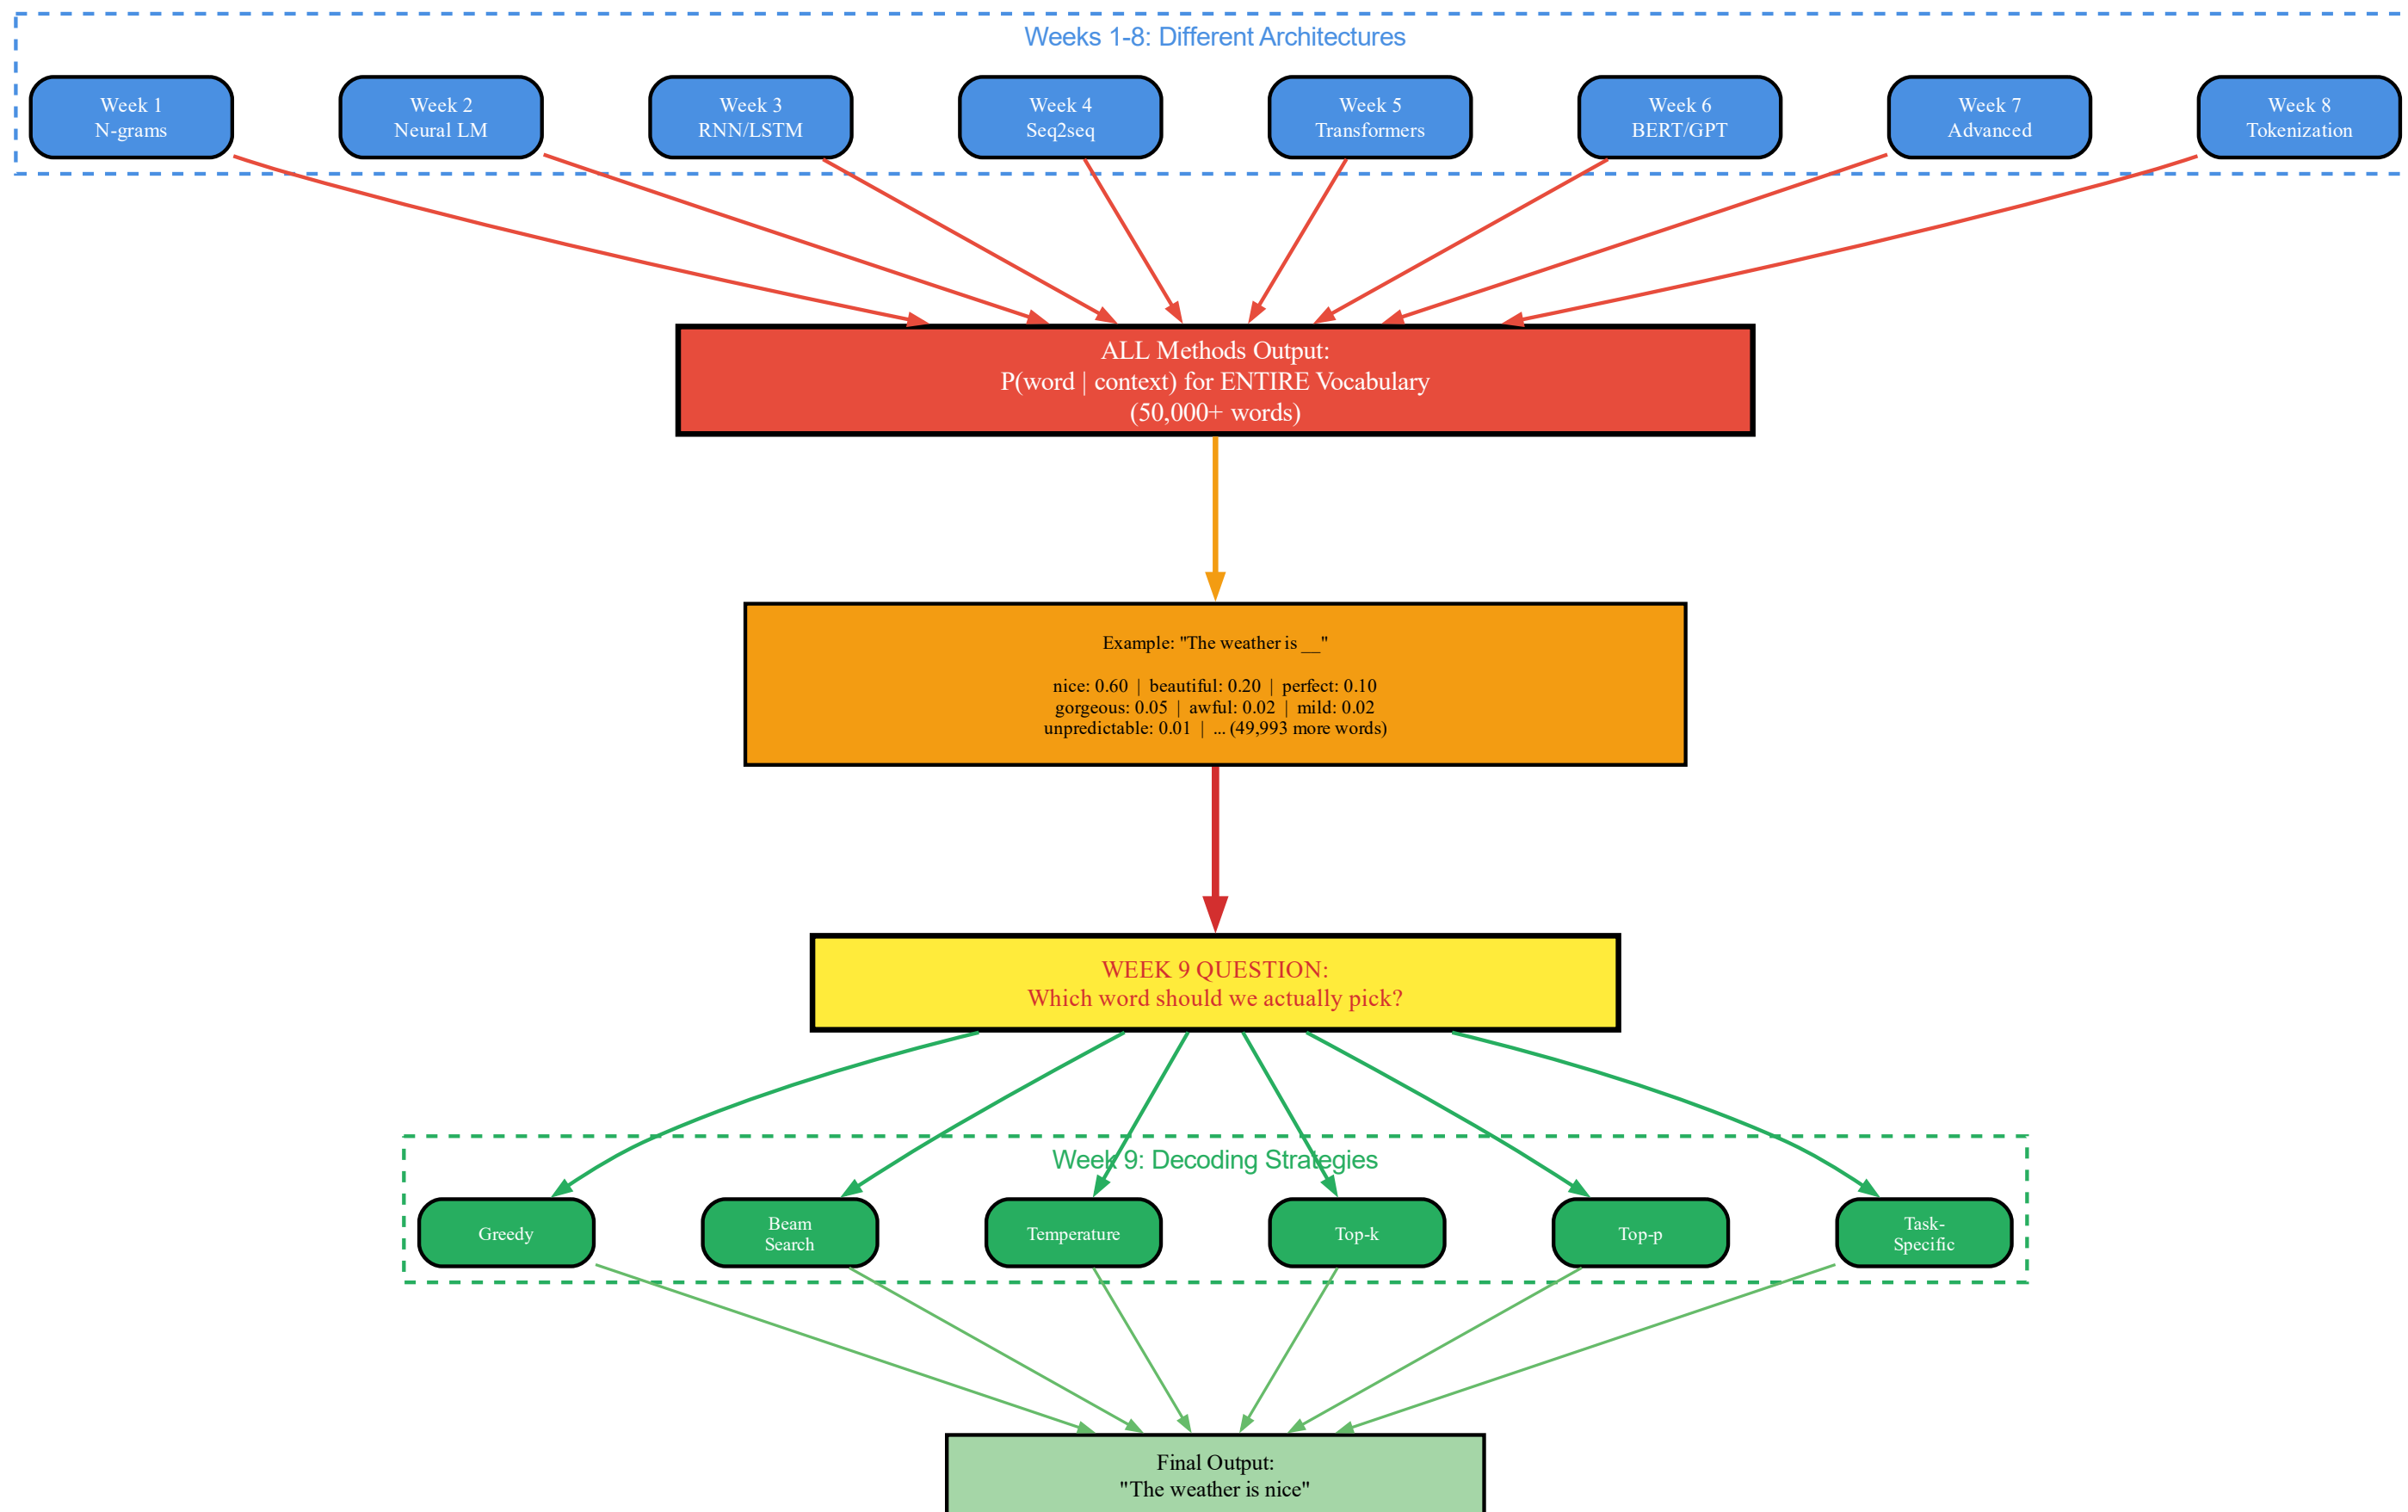 Weeks 1-8: Different Architectures
Week 1
N-grams
Week 2
Neural LM
Week 3
RNN/LSTM
Week 4
Seq2seq
Week 5
Transformers
Week 6
BERT/GPT
Week 7
Advanced
Week 8
Tokenization
ALL Methods Output:
P(word | context) for ENTIRE Vocabulary
(50,000+ words)
Example: "The weather is __"
nice: 0.60 | beautiful: 0.20 | perfect: 0.10
gorgeous: 0.05 | awful: 0.02 | mild: 0.02
unpredictable: 0.01 | ... (49,993 more words)
WEEK 9 QUESTION:
Which word should we actually pick?
Week 9: Decoding Strategies
Greedy
Beam
Search
Temperature
Top-k
Top-p
Task-
Specific
Final Output:
"The weather is nice"